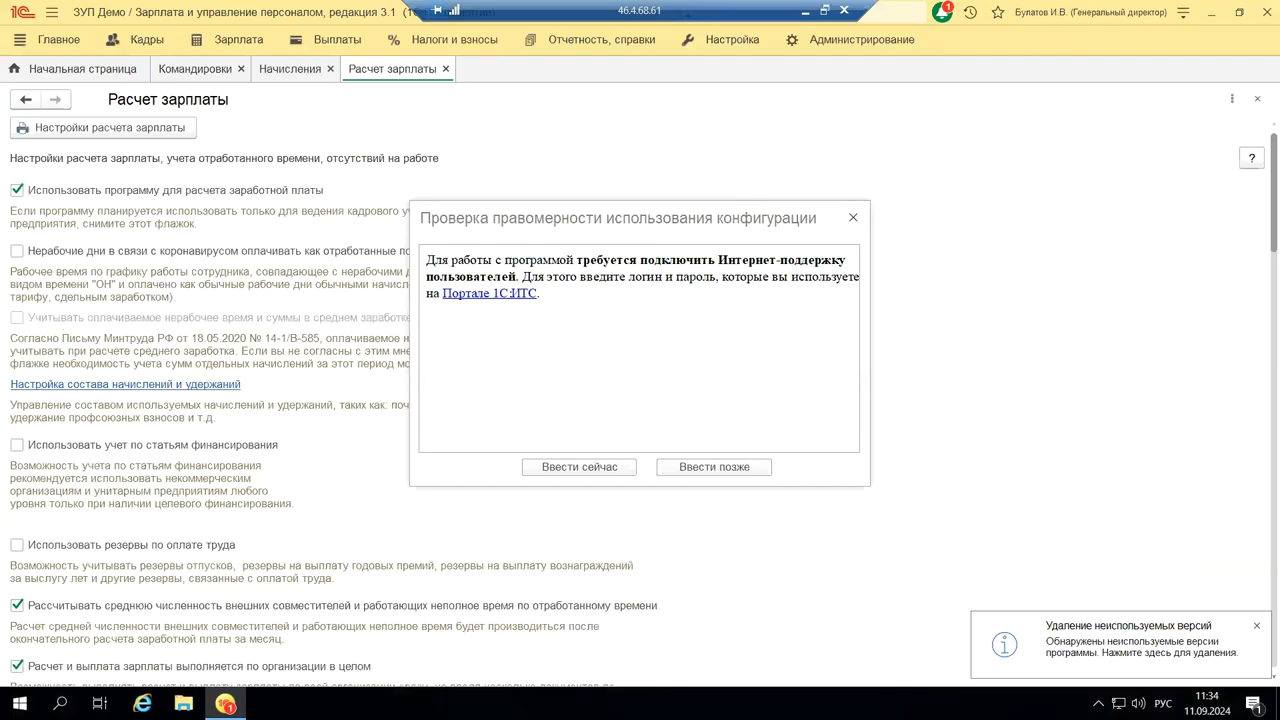 ЗУП Демо / Зарплата и управление персоналом, редакция 3.1 (1С:
46.4.68.61
1
Булатов И.В. (Генеральный директор)
Главное
Кадры
Зарплата
Выплаты
Налоги и взносы
Отчетность, справки
Настройка
Администрирование
Начальная страница
Командировки
Начисления
Расчет зарплаты
Расчет зарплаты
Настройки расчета зарплаты
Настройки расчета зарплаты, учета отработанного времени, отсутствий на работе
?
Использовать программу для расчета заработной платы
Если программу планируется использовать только для ведения кадрового
предприятия, снимите этот флажок.
Нерабочие дни в связи с коронавирусом оплачивать как отработанные
Рабочее время по графику работы сотрудника, совпадающее с нерабочими
видом времени "ОН" и оплачено как обычные рабочие дни обычными
тарифу, сдельным заработком).
Учитывать оплачиваемое нерабочее время и суммы в среднем заработке
Согласно Письму Минтруда РФ от 18.05.2020 № 14-1/В-585, оплачиваемое
учитывать при расчете среднего заработка. Если вы не согласны с этим
флажке необходимость учета сумм отдельных начислений за этот период
Настройка состава начислений и удержаний
Управление составом используемых начислений и удержаний, таких как:
удержание профсоюзных взносов и т.д.
Использовать учет по статьям финансирования
Возможность учета по статьям финансирования
рекомендуется использовать некоммерческим
организациям и унитарным предприятиям любого
уровня только при наличии целевого финансирования.
Использовать резервы по оплате труда
Возможность учитывать резервы отпусков, резервы на выплату годовых премий, резервы на выплату вознаграждений
за выслугу лет и другие резервы, связанные с оплатой труда.
Рассчитывать среднюю численность внешних совместителей и работающих неполное время по отработанному времени
Расчет средней численности внешних совместителей и работающих неполное время будет производиться после
окончательного расчета заработной платы за месяц.
Расчет и выплата зарплаты выполняется по организации в целом
Проверка правомерности использования конфигурации
Для работы с программой требуется подключить Интернет-поддержку
пользователей. Для этого введите логин и пароль, которые вы используете
на Портале 1С:ИТС.
Ввести сейчас
Ввести позже
Удаление неиспользуемых версий
Обнаружены неиспользуемые версии
программы. Нажмите здесь для удаления.
1
РУС
11:34
11.09.2024
1